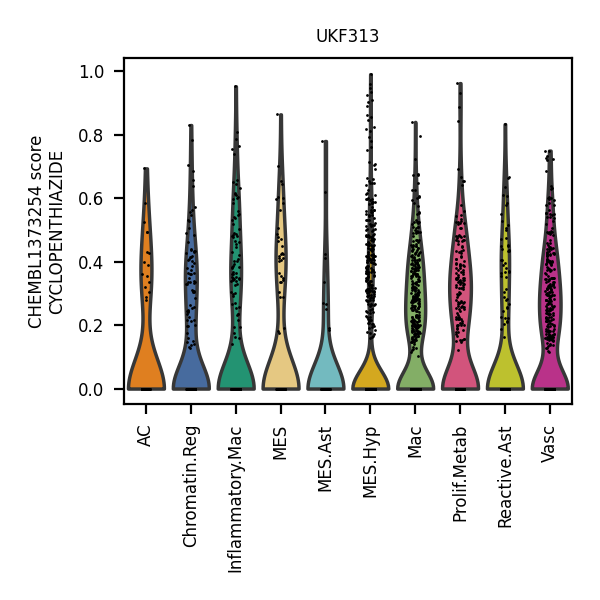 UKF313
CHEMBL1373254 score
CYCLOPENTHIAZIDE
1.0
0.8
0.6
0.4
0.2
0.0
AC
Chromatin.Reg
Inflammatory.Mac
MES
MES.Ast
MES.Hyp
Mac
Prolif.Metab
Reactive.Ast
Vasc